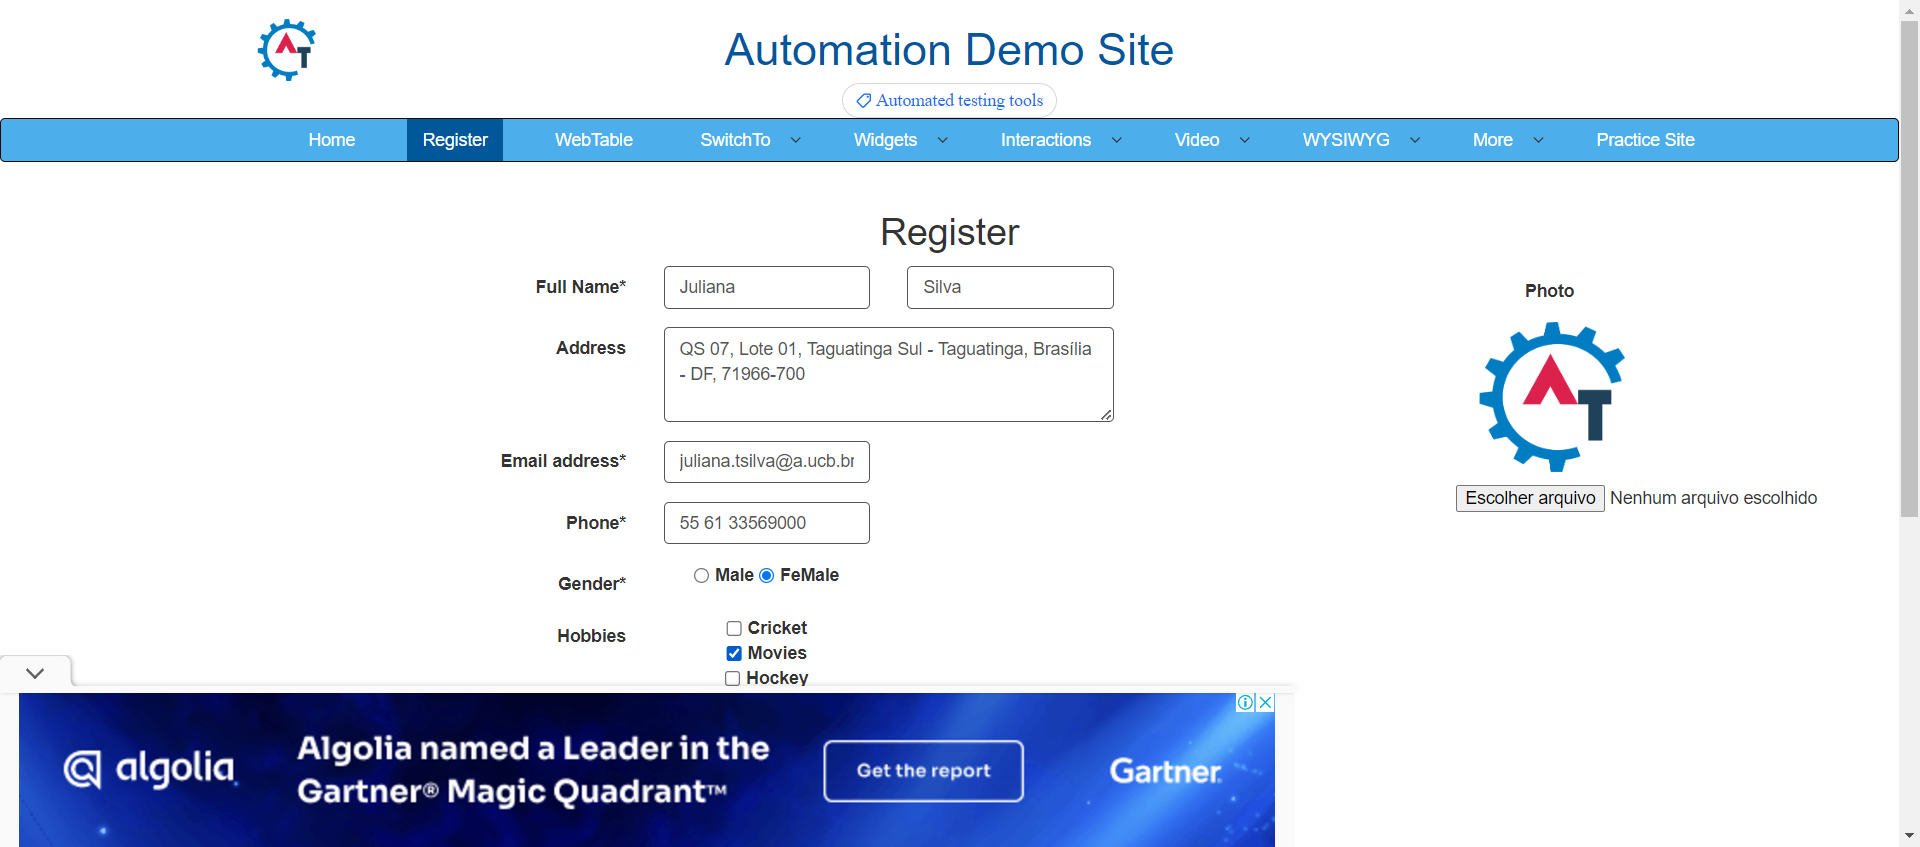 AT
Automation Demo Site
Automated testing tools
Home Register WebTable SwitchTo Widgets Interactions Video WYSIWYG More Practice Site
Register
Full Name* Juliana Silva
Photo
Address QS 07, Lote 01, Taguatinga Sul - Taguatinga, Brasília
- DF, 71966-700
AT
Email address* juliana.tsilva@a.ucb.br
Escolher arquivo Nenhum arquivo escolhido
Phone* 55 61 33569000
Gender* Male FeMale
Hobbies Cricket
Movies
Hockey
algolia
Algolia named a Leader in the
Gartner® Magic Quadrant™
Get the report
Gartner